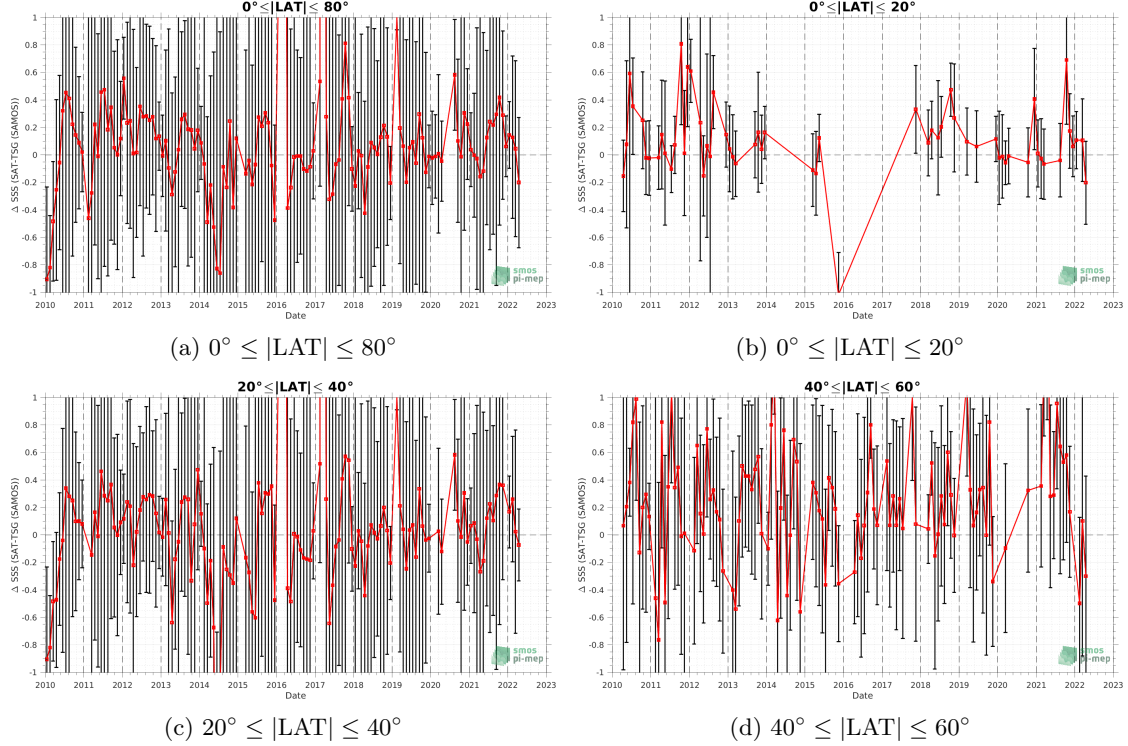 0°≤|LAT|≤ 80°
Δ SSS (SAT-TSG (SAMOS))
1
0.8
0.6
0.4
0.2
0
-0.2
-0.4
-0.6
-0.8
-1
2010 2011 2012 2013 2014 2015 2016 2017 2018 2019 2020 2021 2022 2023
Date
smos
pi-mep
(a) 0° ≤ |LAT| ≤ 80°
0°≤|LAT|≤ 20°
Δ SSS (SAT-TSG (SAMOS))
1
0.8
0.6
0.4
0.2
0
-0.2
-0.4
-0.6
-0.8
-1
2010 2011 2012 2013 2014 2015 2016 2017 2018 2019 2020 2021 2022 2023
Date
smos
pi-mep
(b) 0° ≤ |LAT| ≤ 20°
20°≤|LAT|≤ 40°
Δ SSS (SAT-TSG (SAMOS))
1
0.8
0.6
0.4
0.2
0
-0.2
-0.4
-0.6
-0.8
-1
2010 2011 2012 2013 2014 2015 2016 2017 2018 2019 2020 2021 2022 2023
Date
smos
pi-mep
(c) 20° ≤ |LAT| ≤ 40°
40°≤|LAT|≤ 60°
Δ SSS (SAT-TSG (SAMOS))
1
0.8
0.6
0.4
0.2
0
-0.2
-0.4
-0.6
-0.8
-1
2010 2011 2012 2013 2014 2015 2016 2017 2018 2019 2020 2021 2022 2023
Date
smos
pi-mep
(d) 40° ≤ |LAT| ≤ 60°